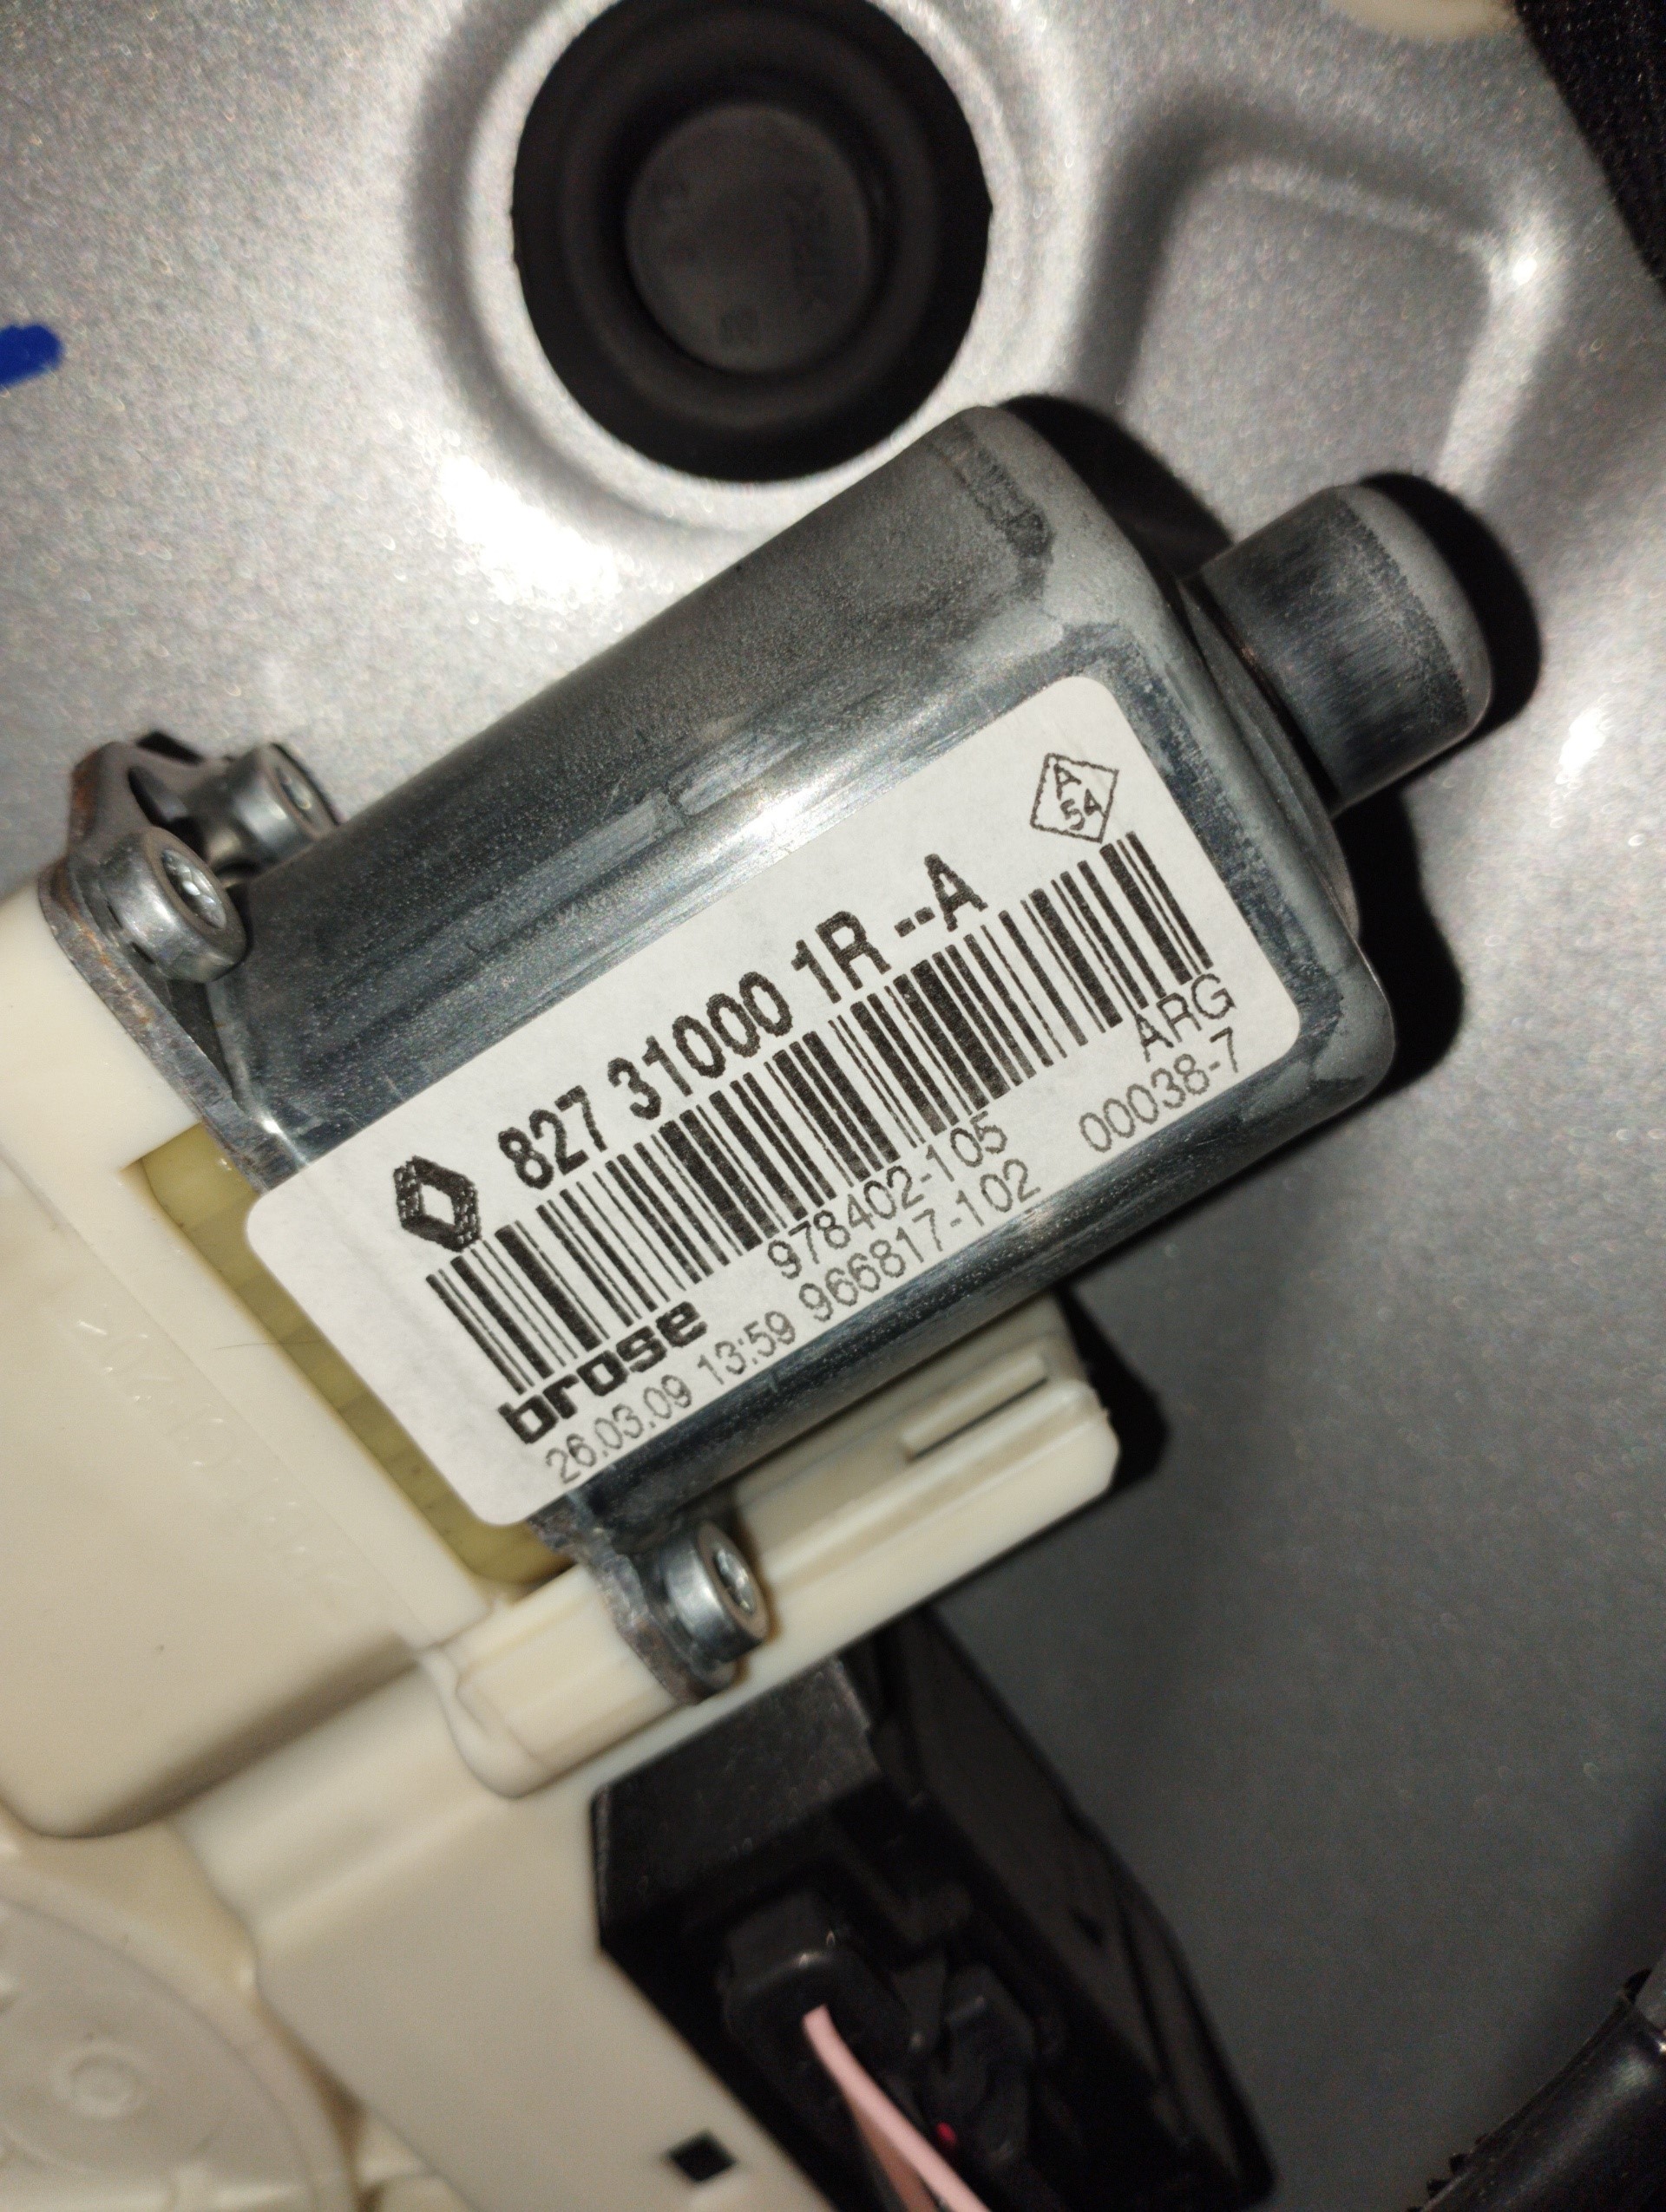 A
54
827 31000 1R --A
ARG
978402-105
00038-7
brose
26.03.09 13:59 966817-102